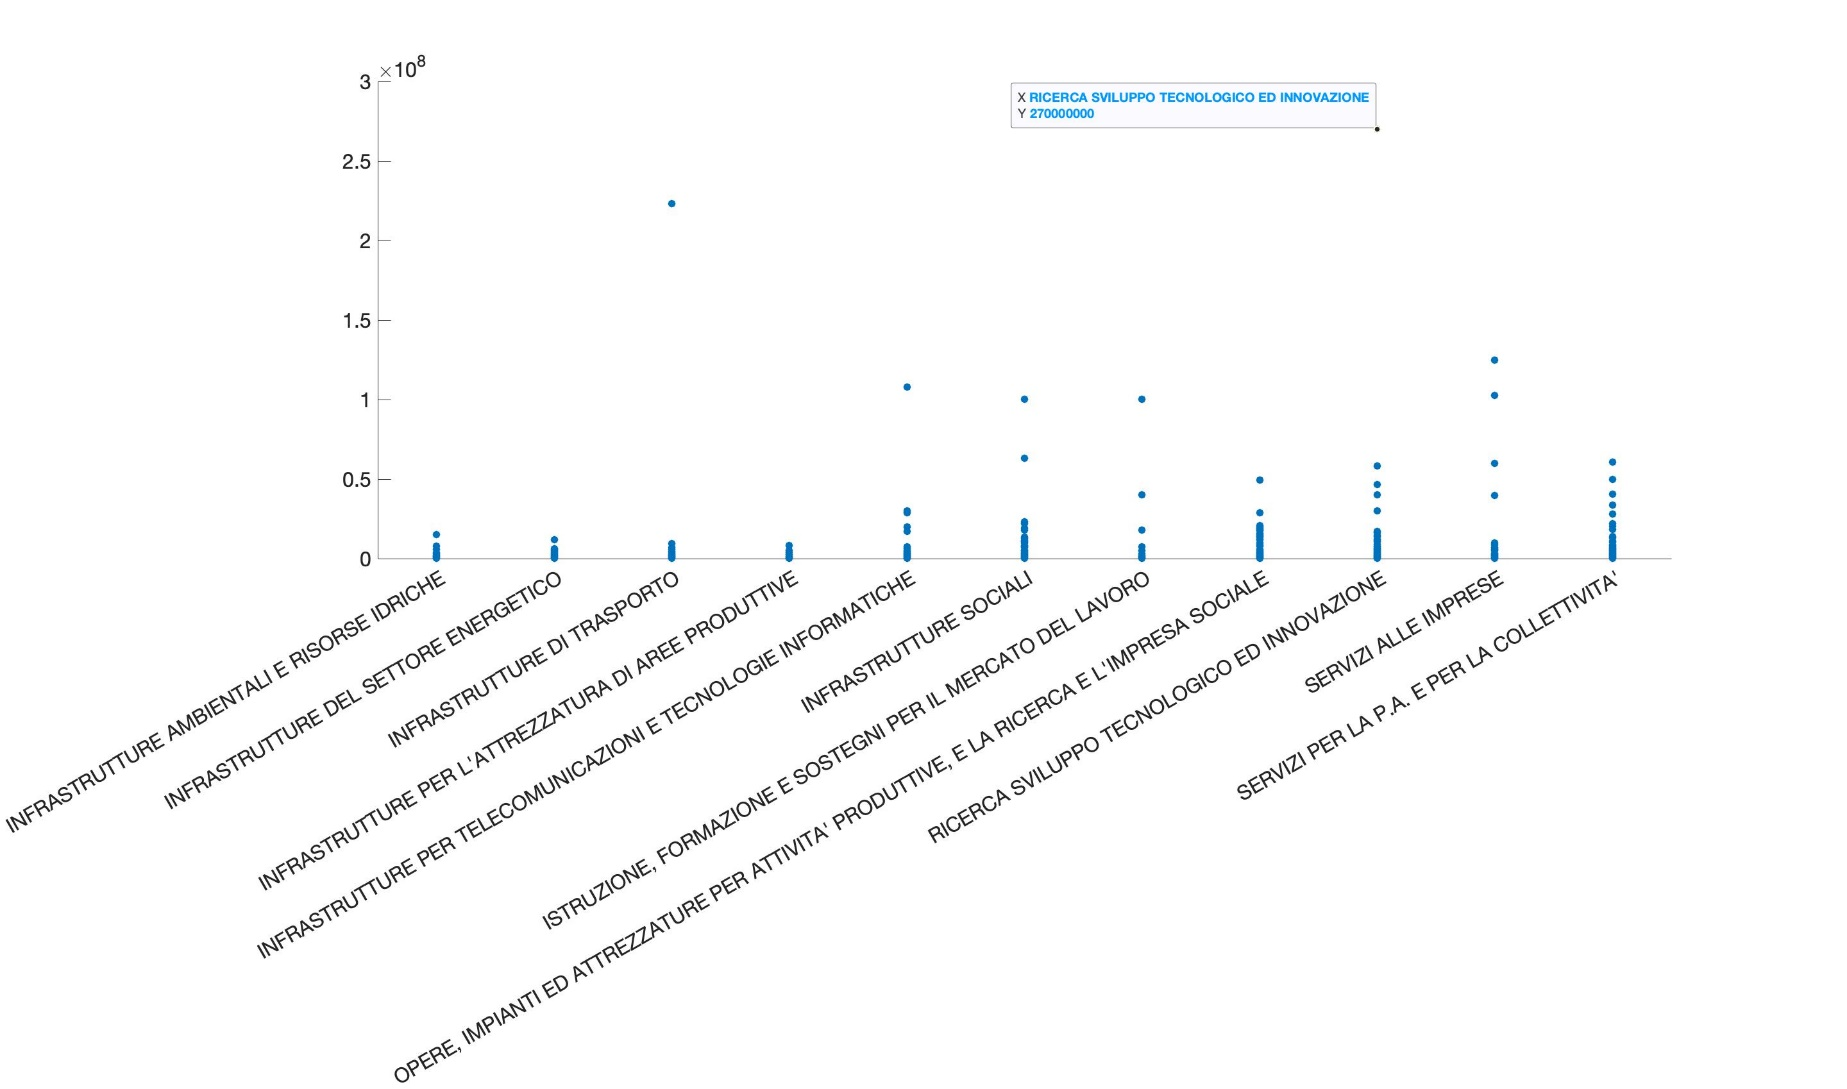 ×10⁸
3
2.5
2
1.5
1
0.5
0
X RICERCA SVILUPPO TECNOLOGICO ED INNOVAZIONE
Y 270000000
INFRASTRUTTURE AMBIENTALI E RISORSE IDRICHE
INFRASTRUTTURE DEL SETTORE ENERGETICO
INFRASTRUTTURE DI TRASPORTO
INFRASTRUTTURE PER L'ATTREZZATURA DI AREE PRODUTTIVE
INFRASTRUTTURE PER TELECOMUNICAZIONI E TECNOLOGIE INFORMATICHE
INFRASTRUTTURE SOCIALI
ISTRUZIONE, FORMAZIONE E SOSTEGNI PER IL MERCATO DEL LAVORO
OPERE, IMPIANTI ED ATTREZZATURE PER ATTIVITA' PRODUTTIVE, E LA RICERCA E L'IMPRESA SOCIALE
RICERCA SVILUPPO TECNOLOGICO ED INNOVAZIONE
SERVIZI ALLE IMPRESE
SERVIZI PER LA P.A. E PER LA COLLETTIVITA'